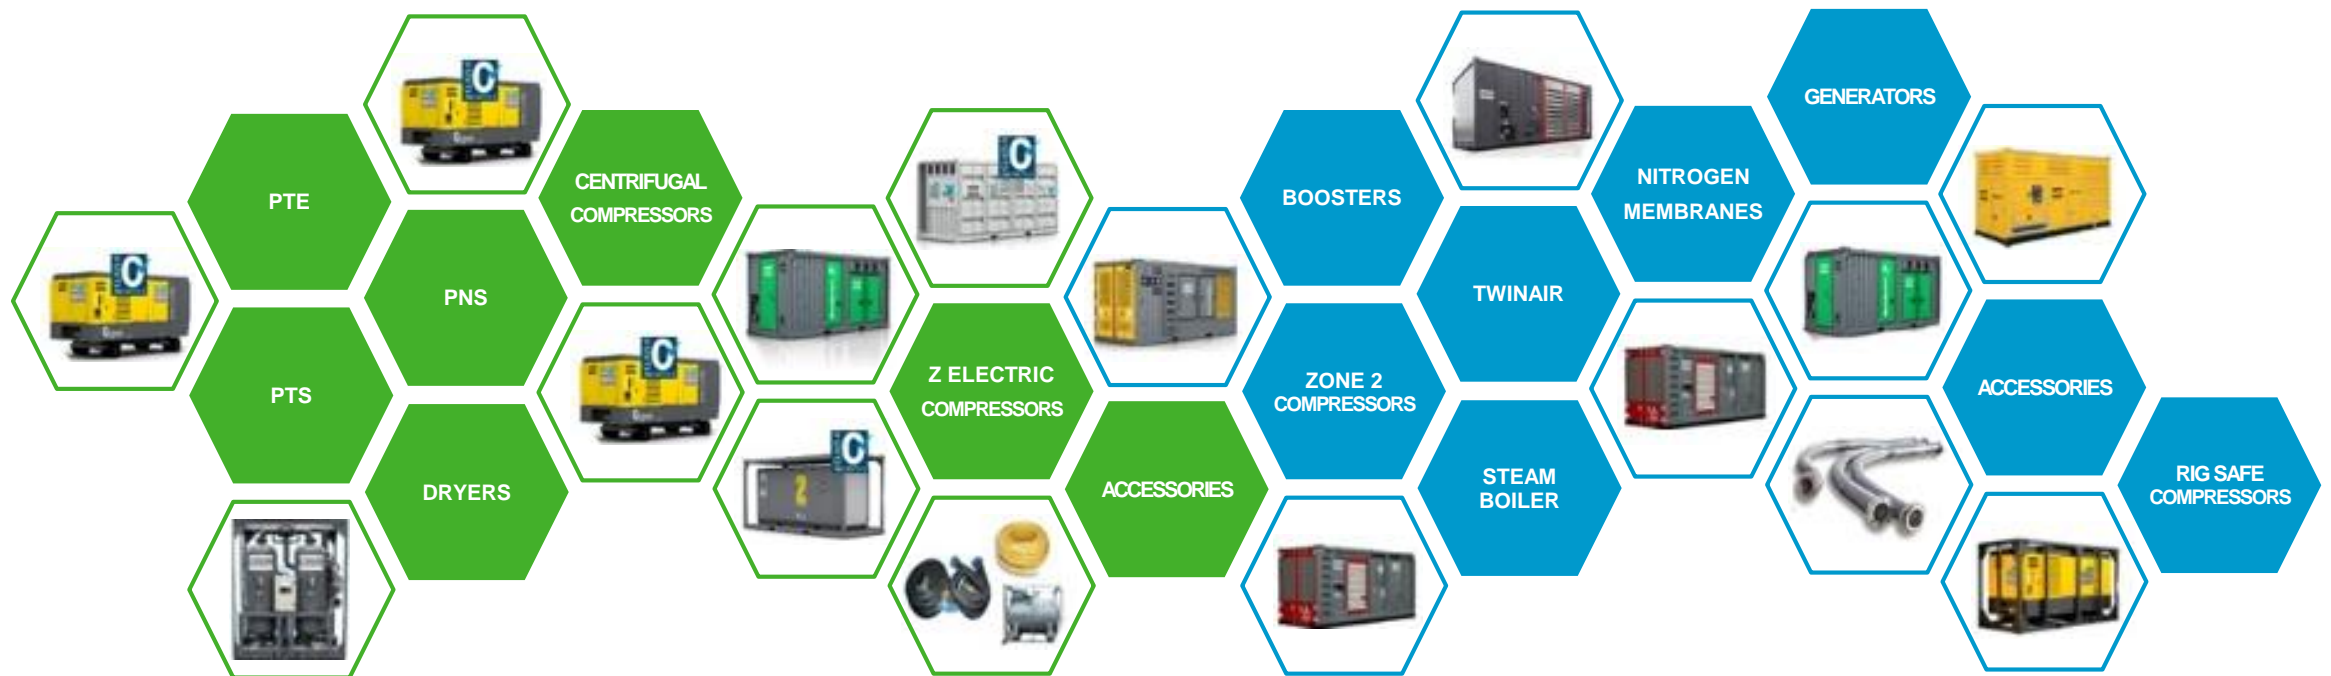 PTE
PTS
PNS
DRYERS
CENTRIFUGAL
COMPRESSORS
C
C
C
C
2
C
Z ELECTRIC
COMPRESSORS
ACCESSORIES
BOOSTERS
ZONE 2
COMPRESSORS
TWINAIR
STEAM
BOILER
NITROGEN
MEMBRANES
GENERATORS
ACCESSORIES
RIG SAFE
COMPRESSORS